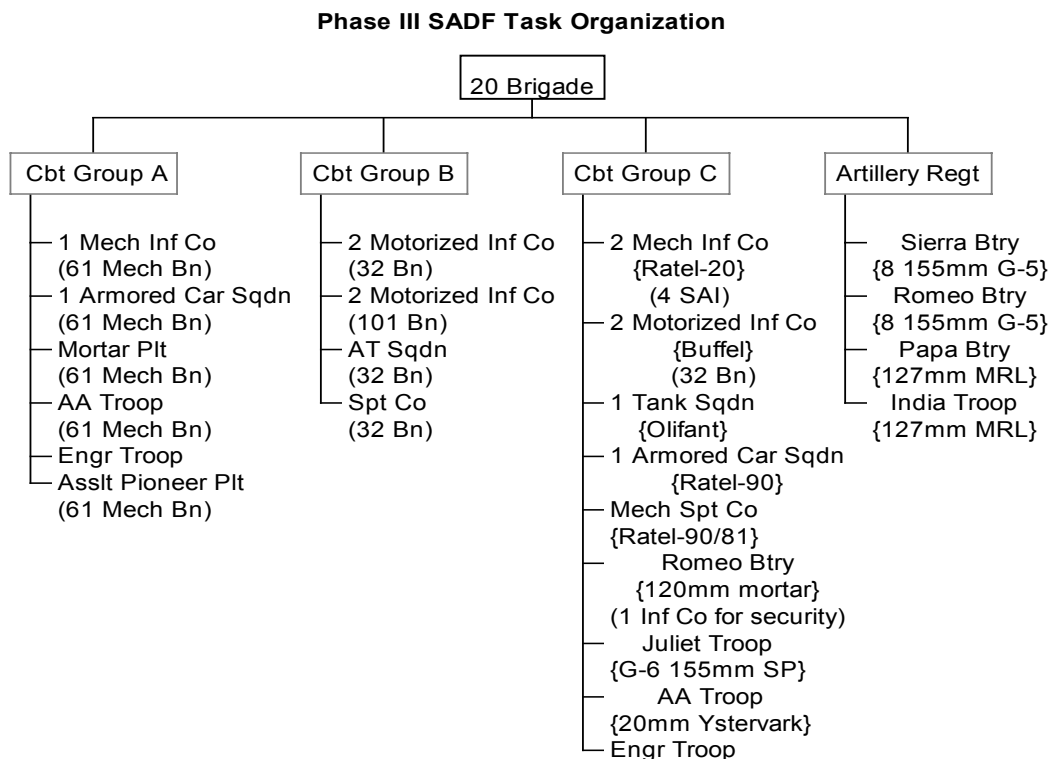 Phase III SADF Task Organization
20 Brigade
Cbt Group A
1 Mech Inf Co
(61 Mech Bn)
1 Armored Car Sqdn
(61 Mech Bn)
Mortar Plt
(61 Mech Bn)
AA Troop
(61 Mech Bn)
Engr Troop
Asslt Pioneer Plt
(61 Mech Bn)
Cbt Group B
2 Motorized Inf Co
(32 Bn)
2 Motorized Inf Co
(101 Bn)
AT Sqdn
(32 Bn)
Spt Co
(32 Bn)
Cbt Group C
2 Mech Inf Co
{Ratel-20}
(4 SAI)
2 Motorized Inf Co
{Buffel}
(32 Bn)
1 Tank Sqdn
{Olifant}
1 Armored Car Sqdn
{Ratel-90}
Mech Spt Co
{Ratel-90/81}
Romeo Btry
{120mm mortar}
(1 Inf Co for security)
Juliet Troop
{G-6 155mm SP}
AA Troop
{20mm Ystervark}
Engr Troop
Artillery Regt
Sierra Btry
{8 155mm G-5}
Romeo Btry
{8 155mm G-5}
Papa Btry
{127mm MRL}
India Troop
{127mm MRL}